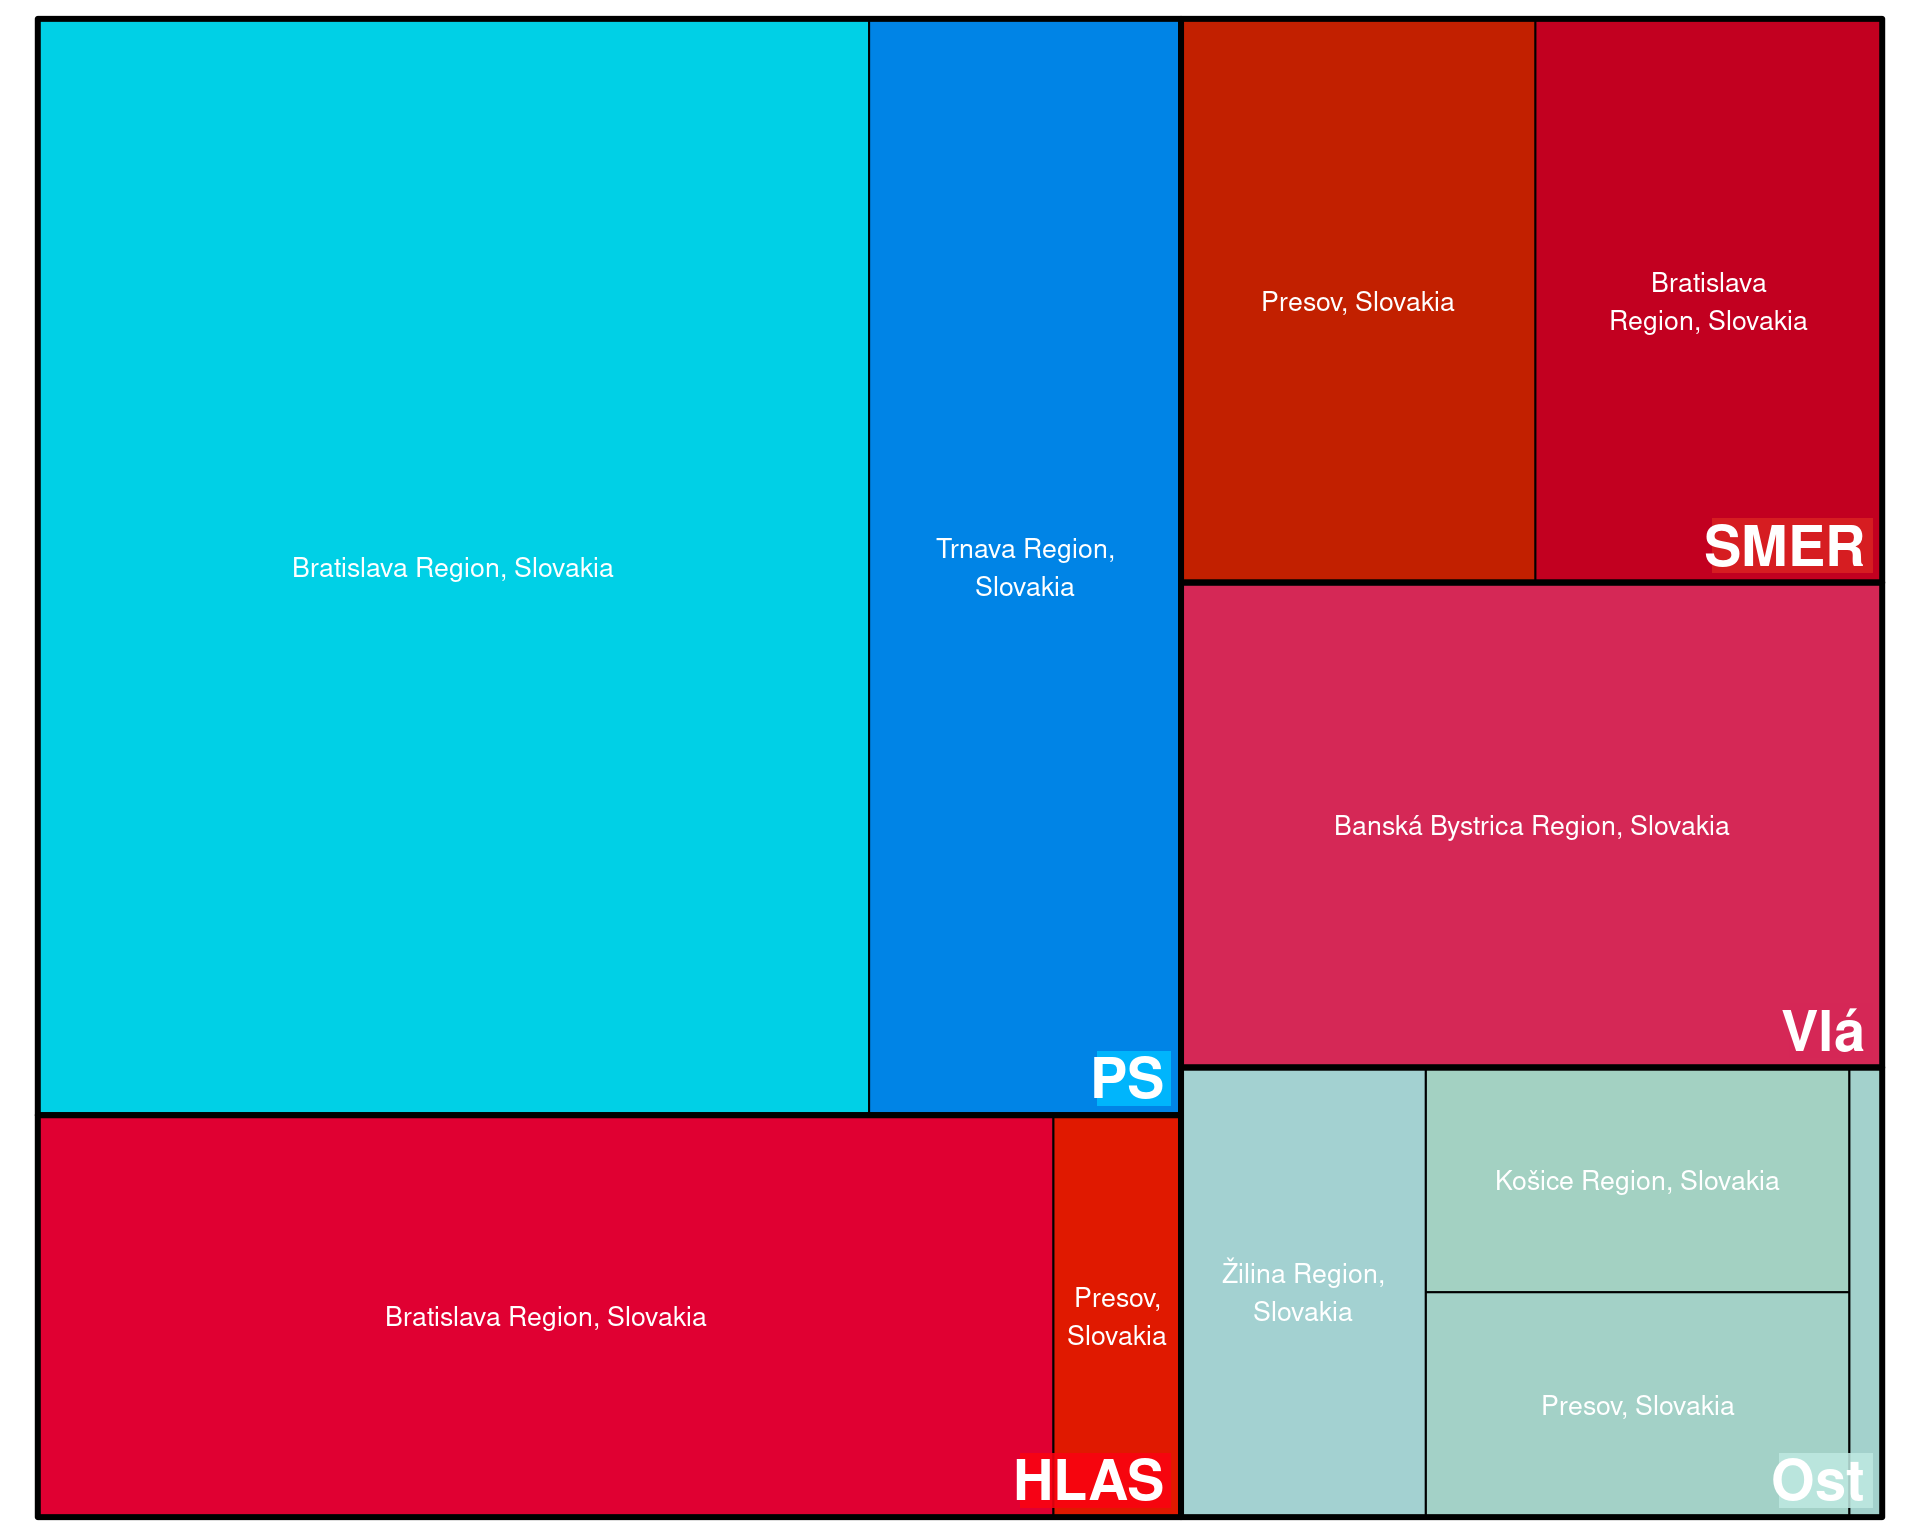 Bratislava Region, Slovakia
Trnava Region,
Slovakia
PS
Bratislava Region, Slovakia
Presov,
Slovakia
HLAS
Presov, Slovakia
Bratislava
Region, Slovakia
SMER
Banská Bystrica Region, Slovakia
Vlá
Žilina Region,
Slovakia
Košice Region, Slovakia
Presov, Slovakia
Ost